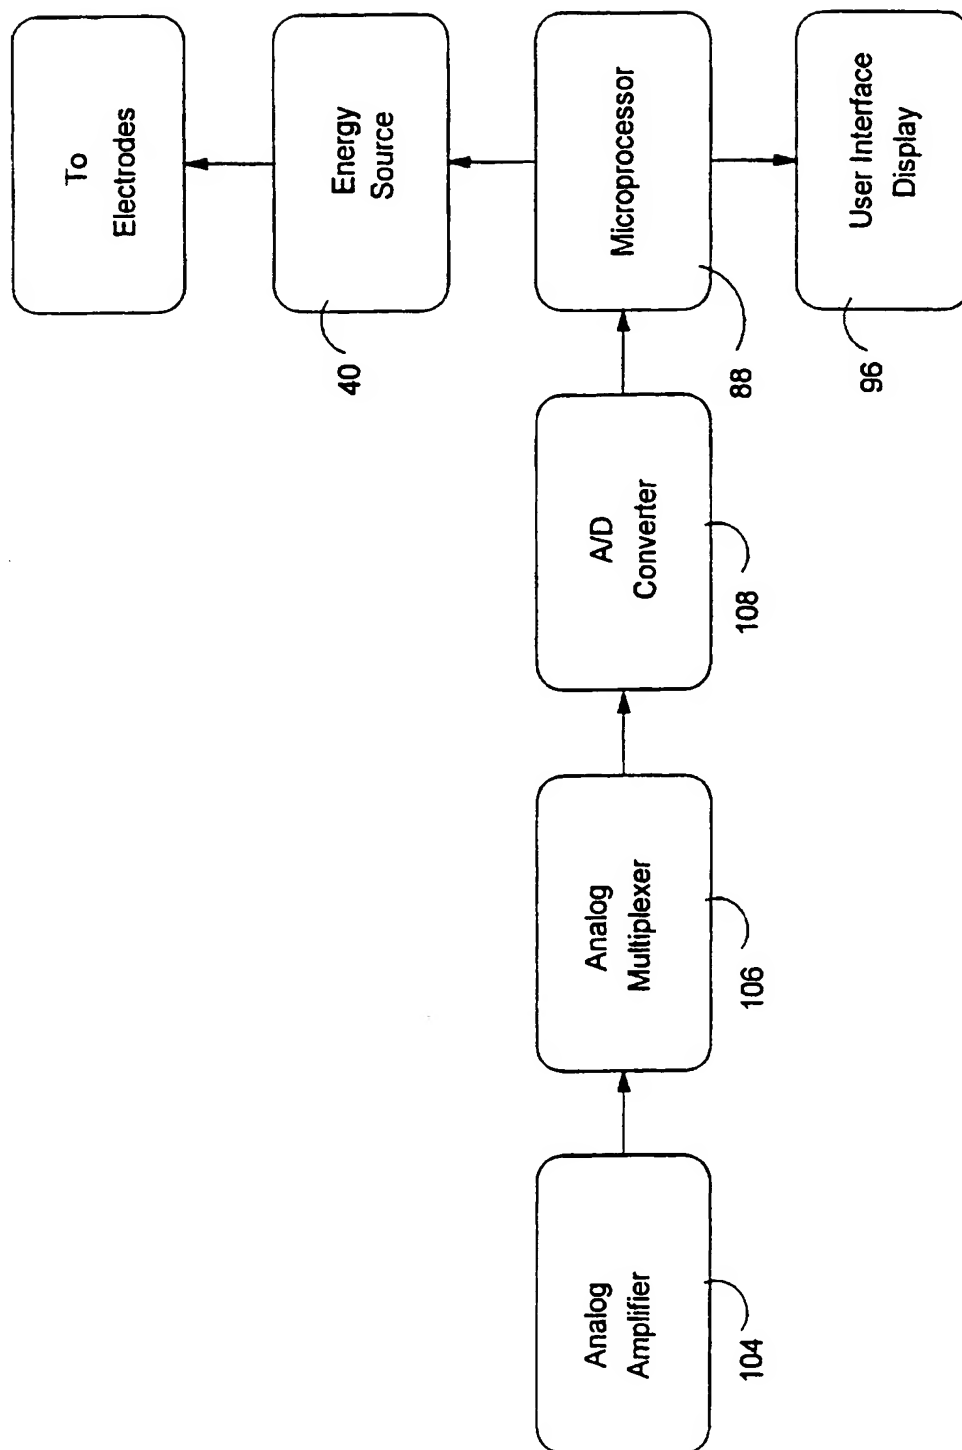 Analog
Amplifier
104
Analog
Multiplexer
106
A/D
Converter
108
To
Electrodes
Energy
Source
40
Microprocessor
88
User Interface
Display
96